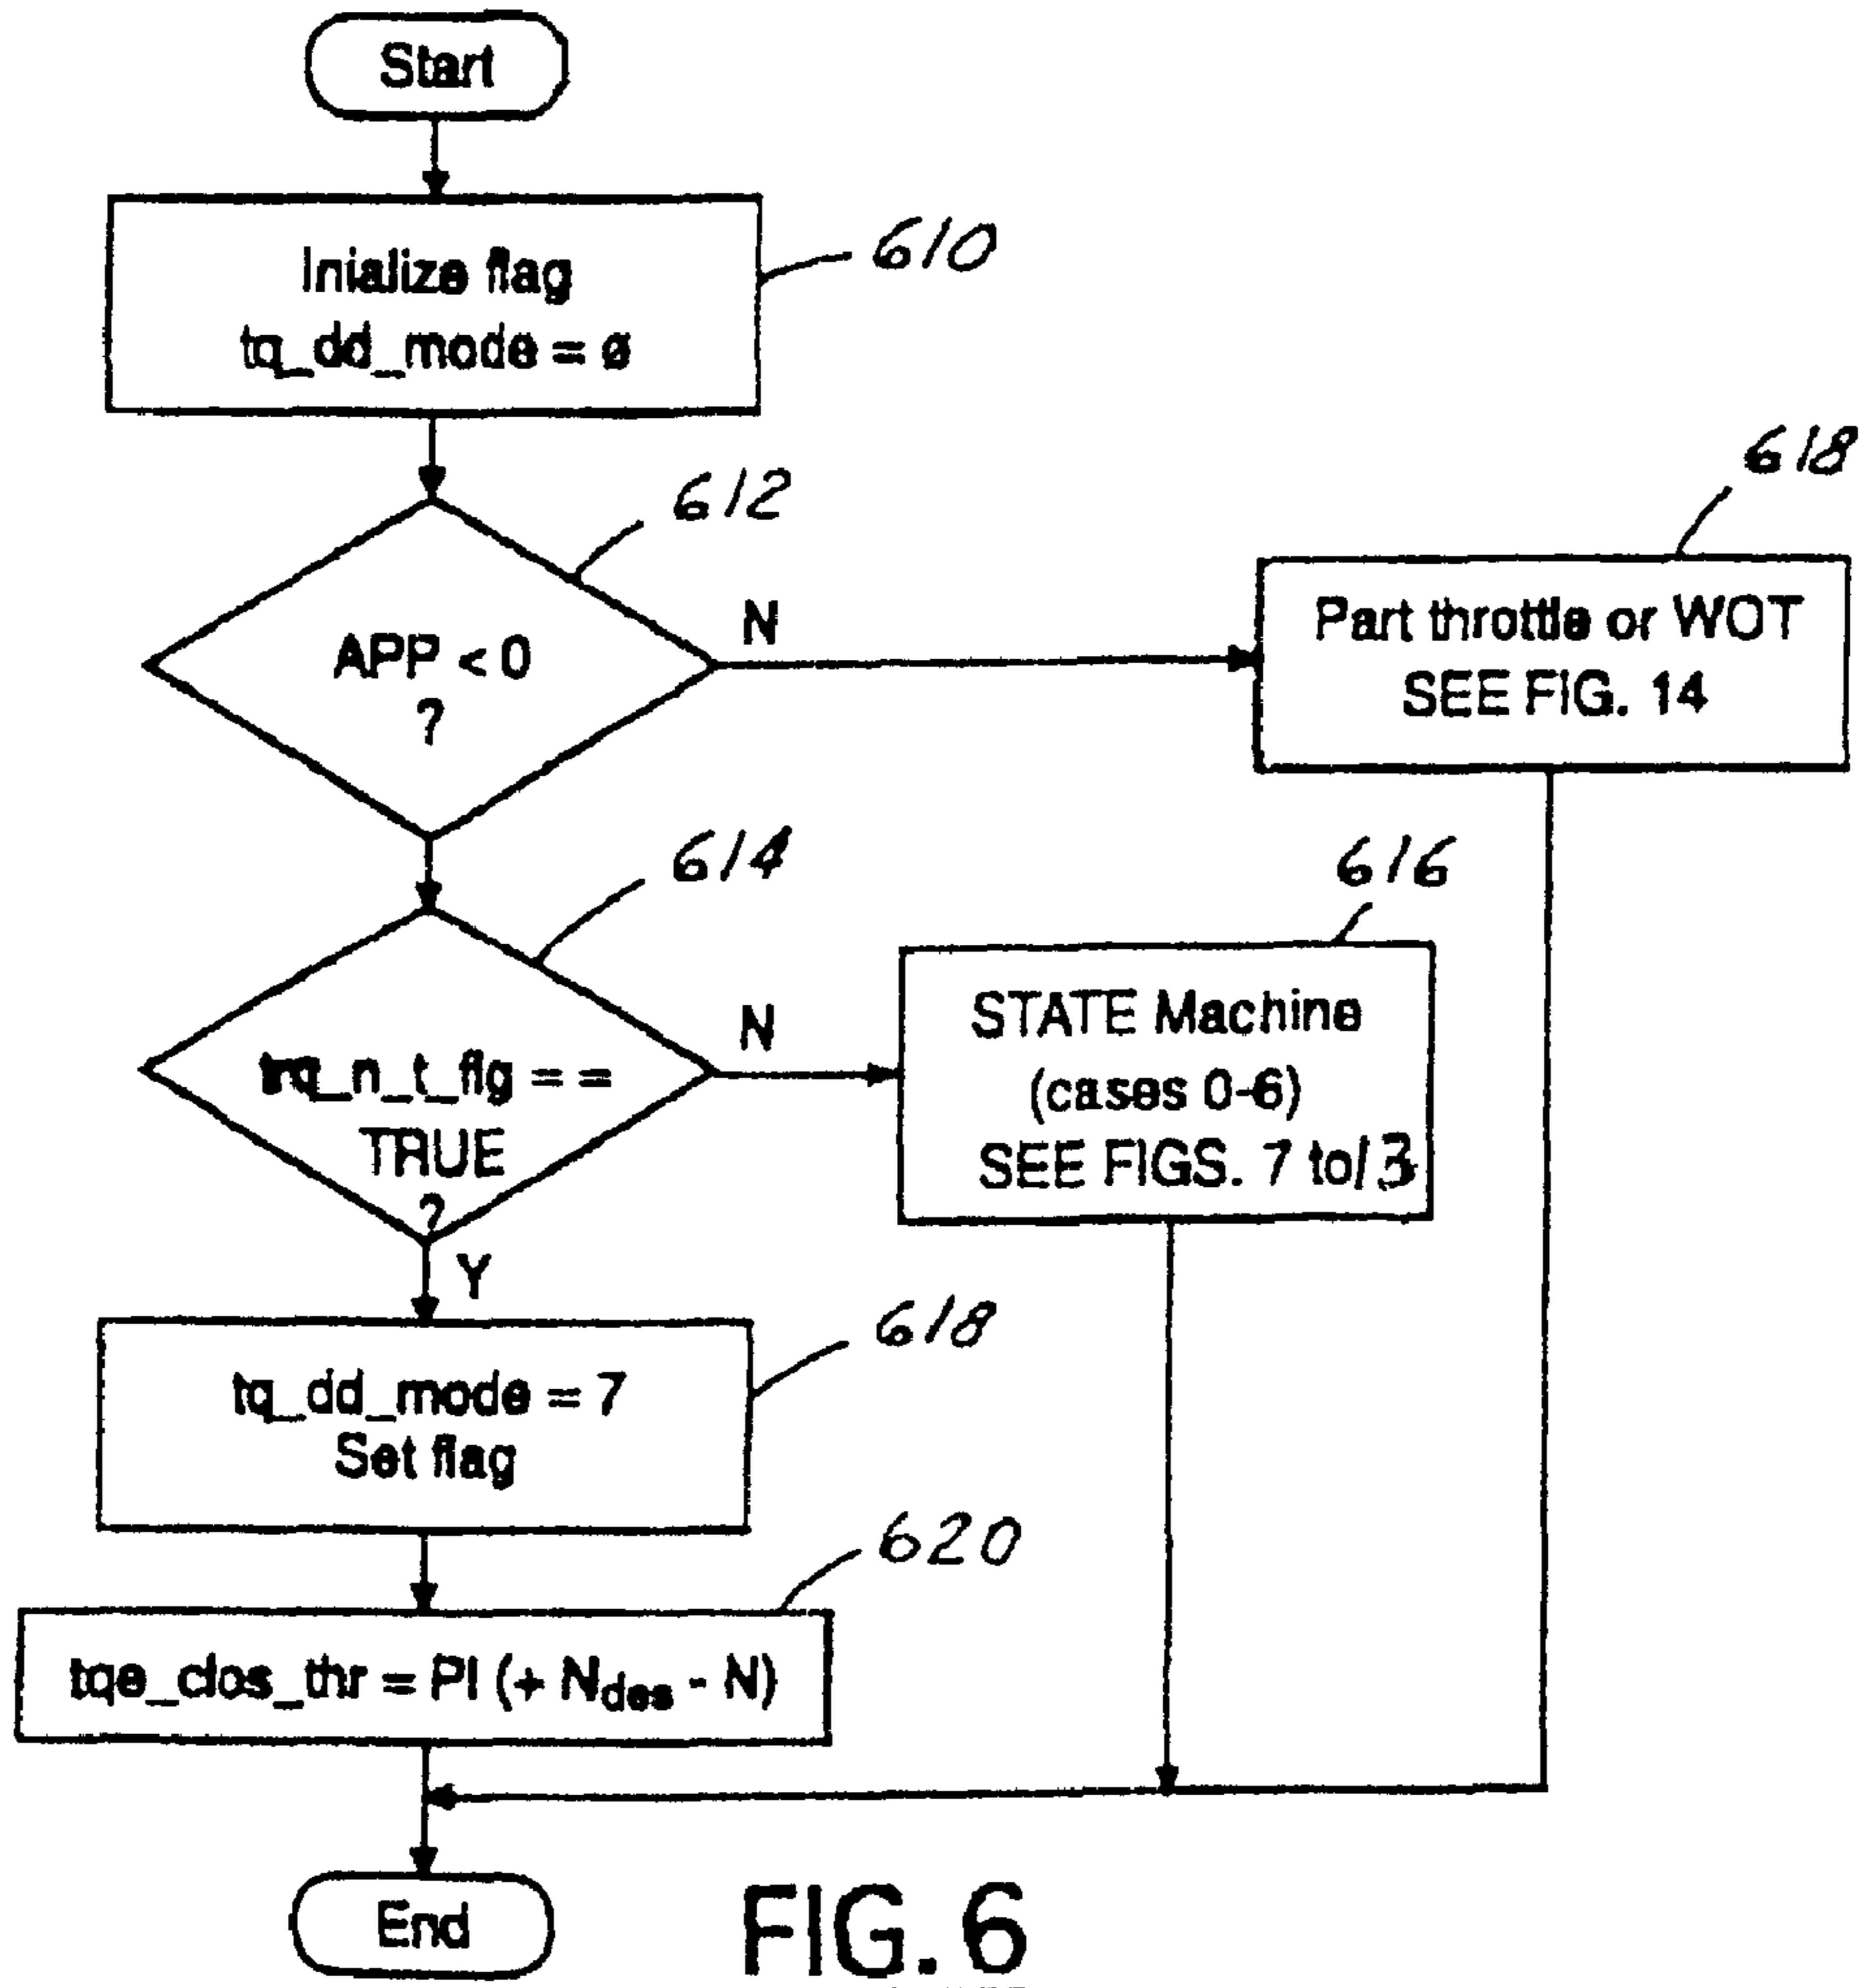 Start
Inialize flag
tq_dd_mode = ø
610
612
APP < 0
?
N
618
Part throttle or WOT
SEE FIG. 14
614
trq_n_t_flg = =
TRUE
?
N
616
STATE Machine
(cases 0-6)
SEE FIGS. 7 to 13
Y
618
tq_dd_mode = 7
Set flag
620
tqe_clos_thr = PI (+ Ndes - N)
End
FIG. 6